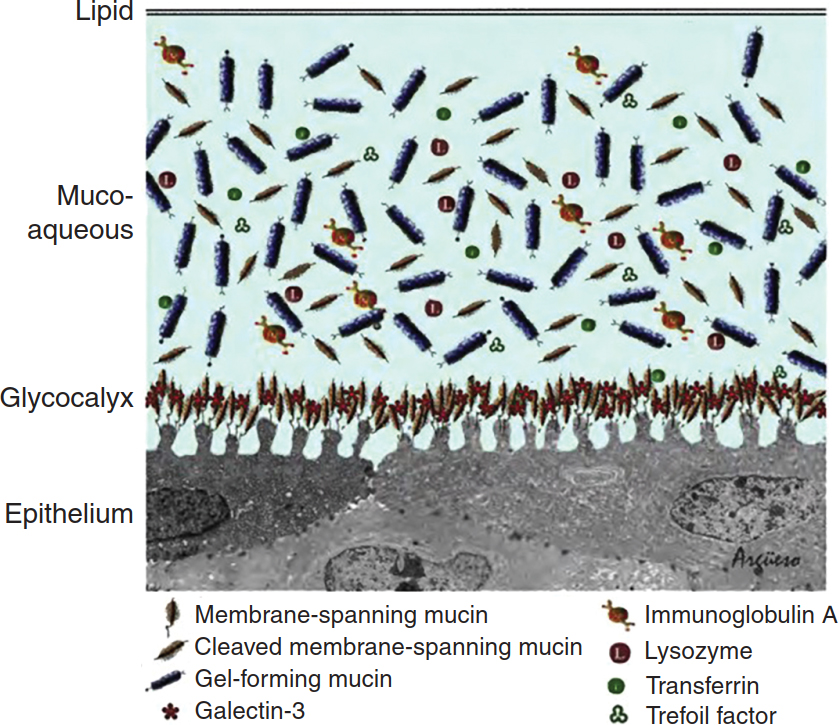 Lipid
Muco-
aqueous
Glycocalyx
Epithelium
Argüeso
Membrane-spanning mucin
Cleaved membrane-spanning mucin
Gel-forming mucin
Galectin-3
Immunoglobulin A
L Lysozyme
Transferrin
Trefoil factor